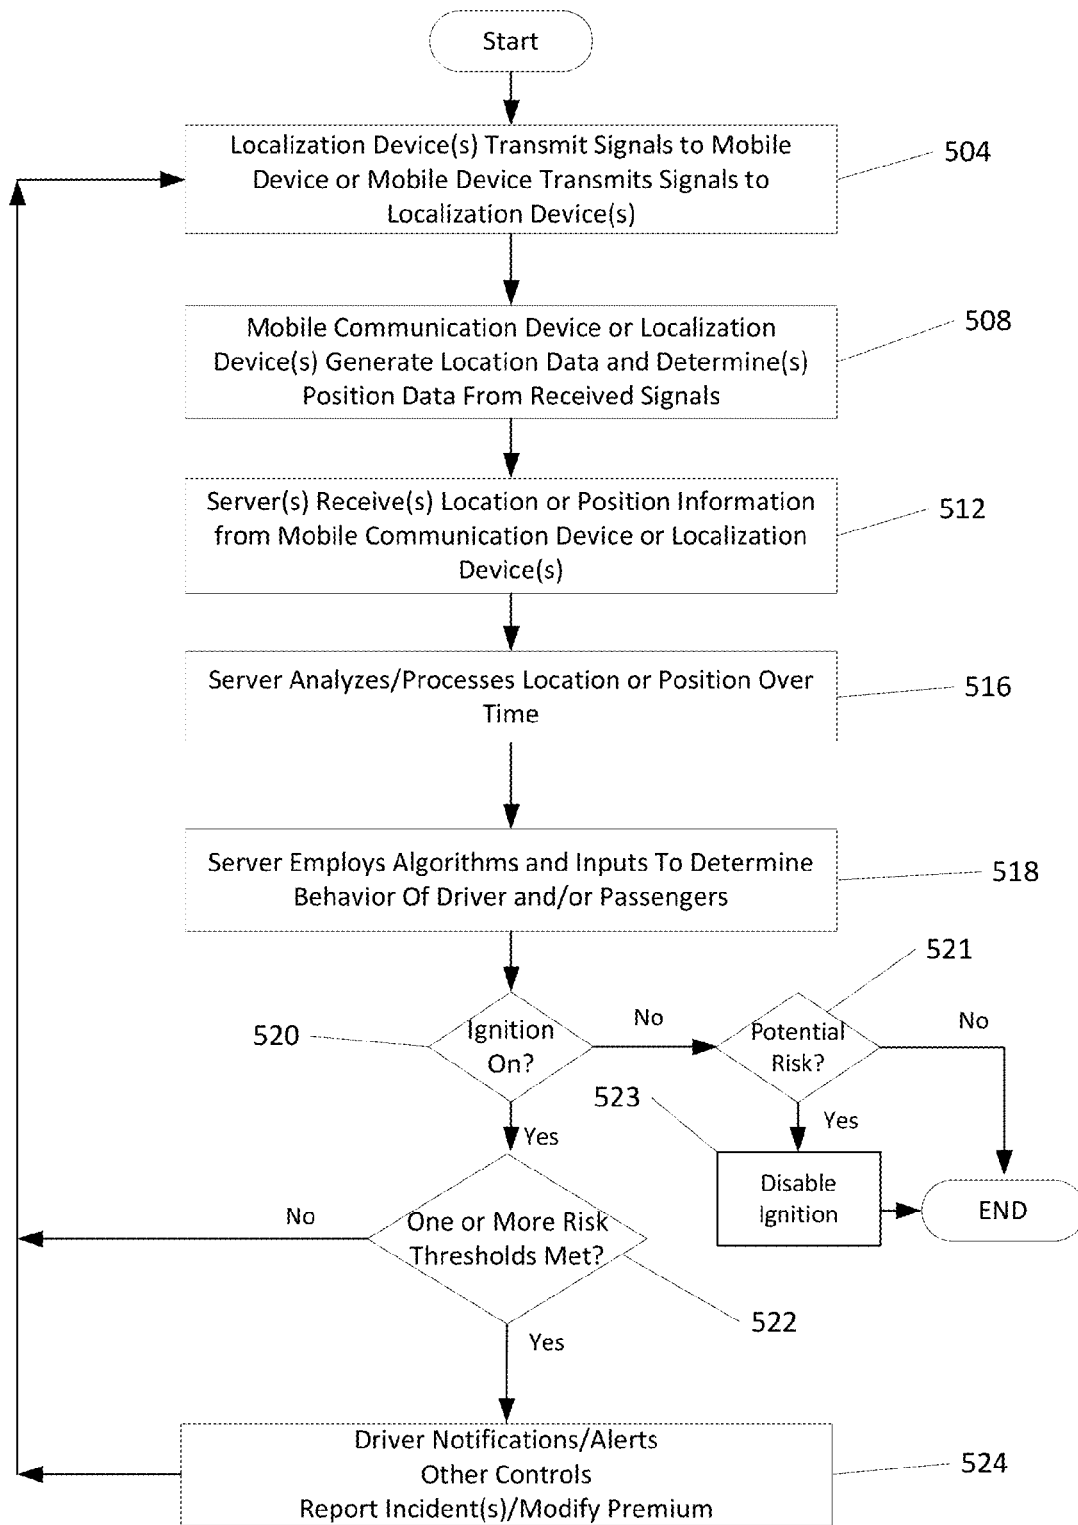 Start
Localization Device(s) Transmit Signals to Mobile
Device or Mobile Device Transmits Signals to
Localization Device(s)
504
Mobile Communication Device or Localization
Device(s) Generate Location Data and Determine(s)
Position Data From Received Signals
508
Server(s) Receive(s) Location or Position Information
from Mobile Communication Device or Localization
Device(s)
512
Server Analyzes/Processes Location or Position Over
Time
516
Server Employs Algorithms and Inputs To Determine
Behavior Of Driver and/or Passengers
518
520
Ignition
On?
No
521
Potential
Risk?
No
523
Yes
Yes
Disable
Ignition
END
No
One or More Risk
Thresholds Met?
522
Yes
Driver Notifications/Alerts
Other Controls
Report Incident(s)/Modify Premium
524